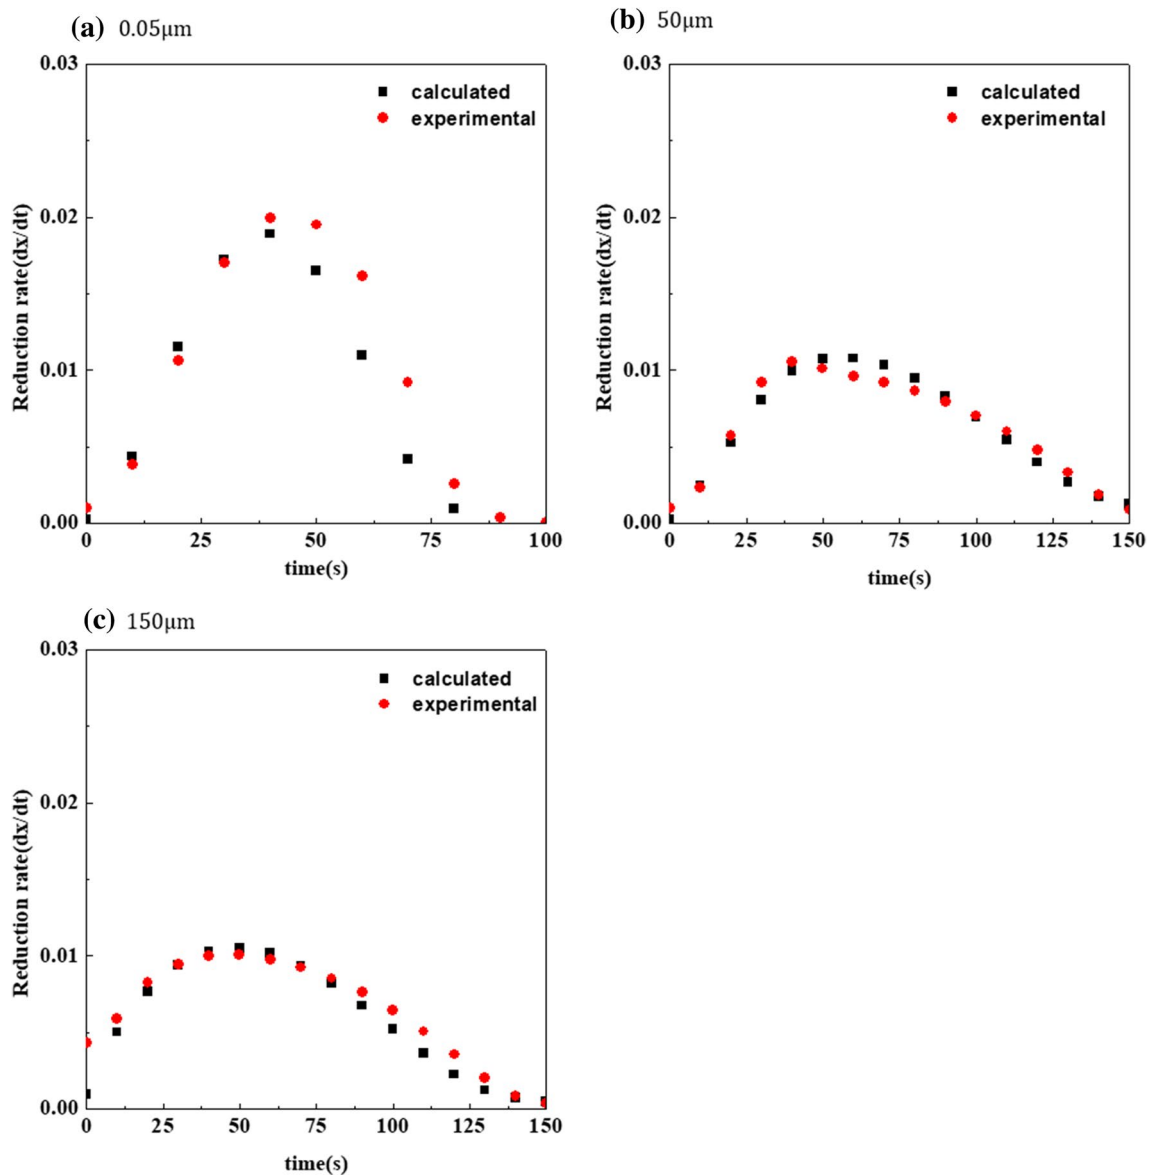 (a) 0.05μm
0.03
calculated
experimental
0.02
0.01
0.00
0 25 50 75 100
Reduction rate(dx/dt)
time(s)
(b) 50μm
0.03
calculated
experimental
0.02
0.01
0.00
0 25 50 75 100 125 150
Reduction rate(dx/dt)
time(s)
(c) 150μm
0.03
calculated
experimental
0.02
0.01
0.00
0 25 50 75 100 125 150
Reduction rate(dx/dt)
time(s)